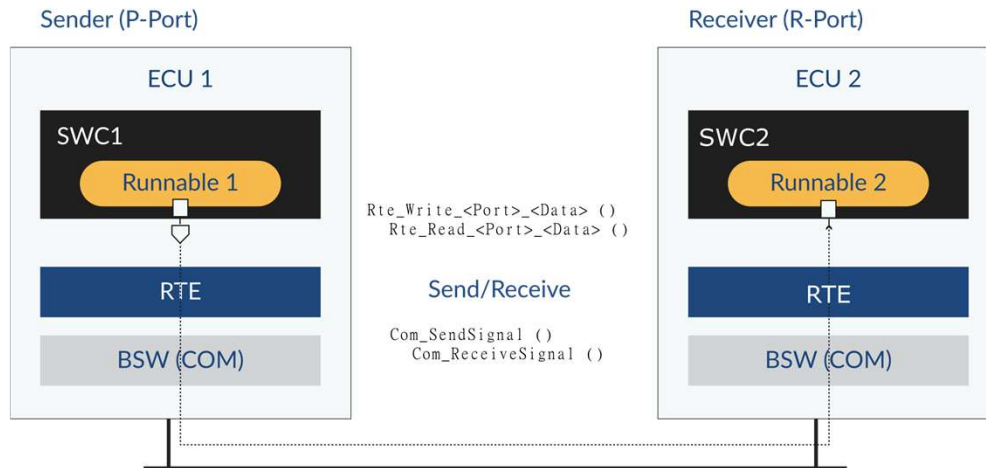 Sender (P-Port)
Receiver (R-Port)
ECU 1
ECU 2
SWC1
SWC2
Runnable 1
Runnable 2
Rte_Write_<Port>_<Data> ()
Rte_Read_<Port>_<Data> ()
RTE
Send/Receive
RTE
Com_SendSignal ()
Com_ReceiveSignal ()
BSW (COM)
BSW (COM)